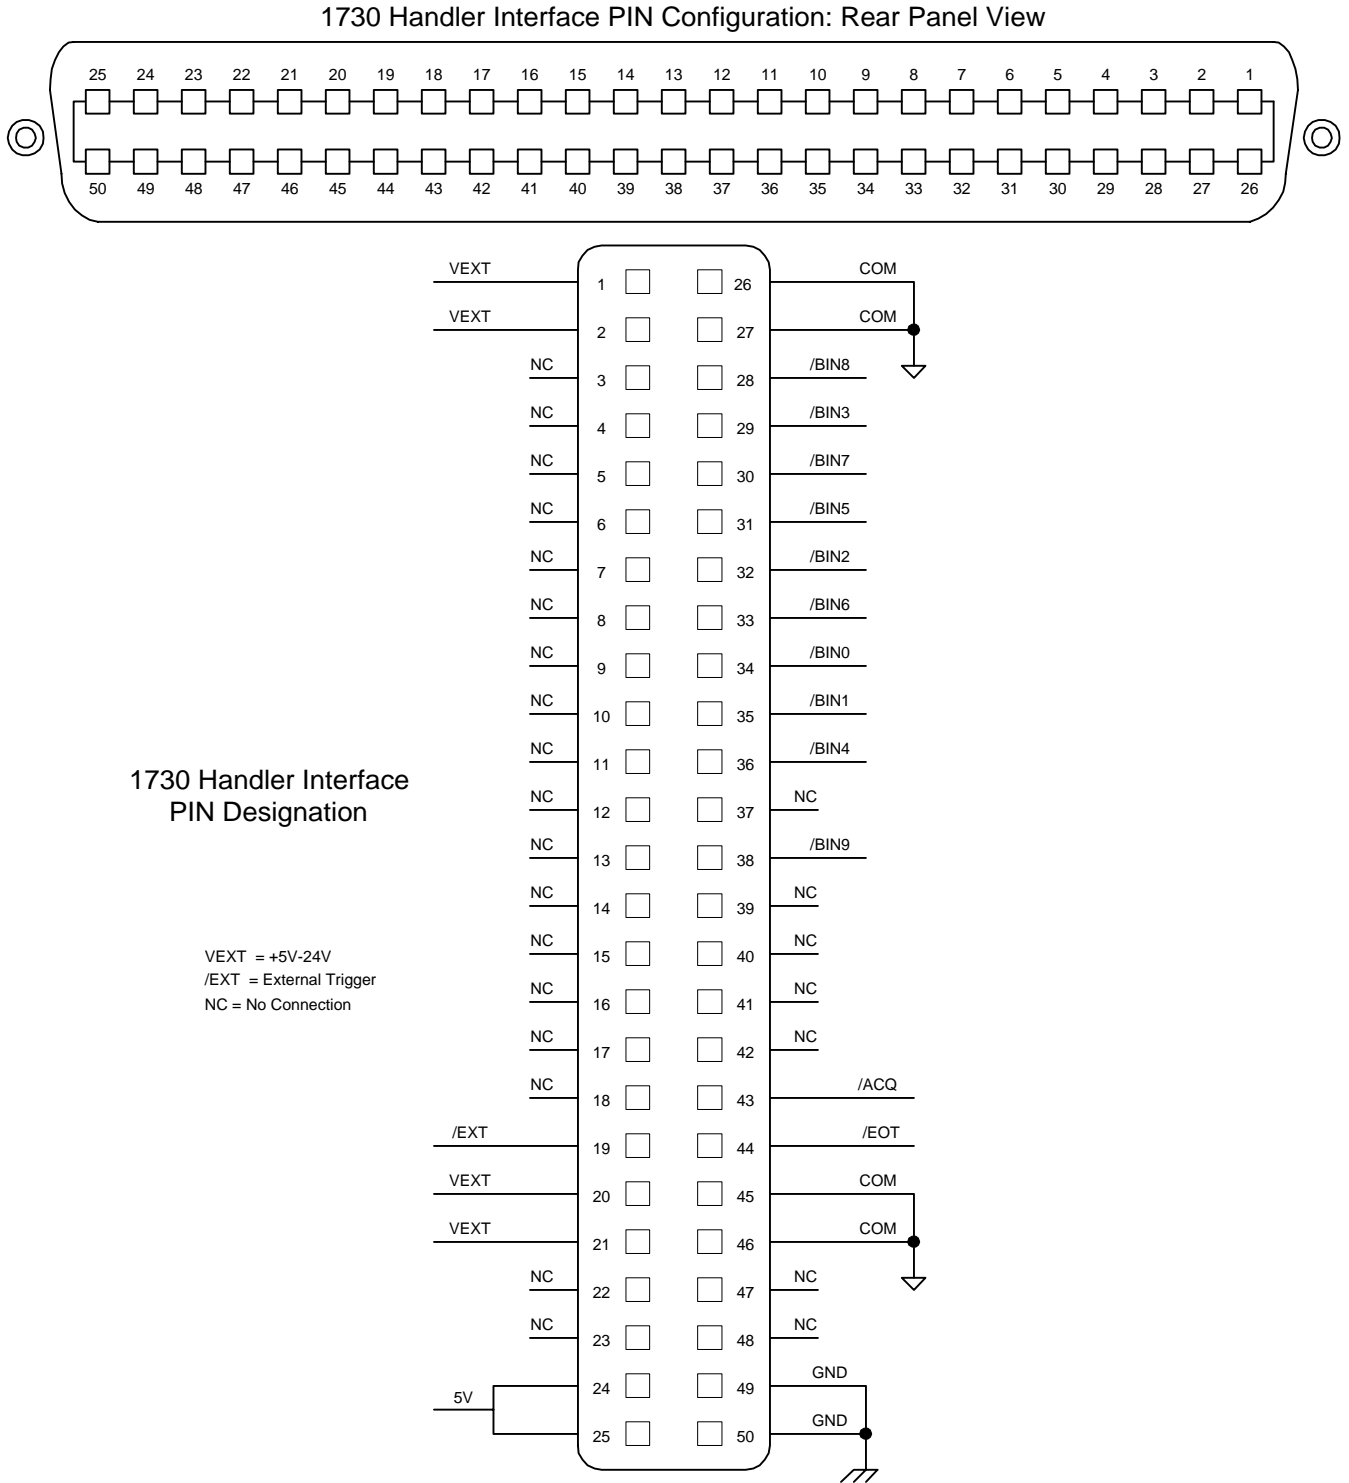 1730 Handler Interface PIN Configuration: Rear Panel View
25 24 23 22 21 20 19 18 17 16 15 14 13 12 11 10 9 8 7 6 5 4 3 2 1
50 49 48 47 46 45 44 43 42 41 40 39 38 37 36 35 34 33 32 31 30 29 28 27 26
VEXT 1 26 COM
VEXT 2 27 COM
NC 3 28 /BIN8
NC 4 29 /BIN3
NC 5 30 /BIN7
NC 6 31 /BIN5
NC 7 32 /BIN2
NC 8 33 /BIN6
NC 9 34 /BIN0
NC 10 35 /BIN1
NC 11 36 /BIN4
NC 12 37 NC
NC 13 38 /BIN9
NC 14 39 NC
NC 15 40 NC
NC 16 41 NC
NC 17 42 NC
NC 18 43 /ACQ
/EXT 19 44 /EOT
VEXT 20 45 COM
VEXT 21 46 COM
NC 22 47 NC
NC 23 48 NC
5V 24 49 GND
25 50 GND
1730 Handler Interface
PIN Designation
VEXT = +5V-24V
/EXT = External Trigger
NC = No Connection